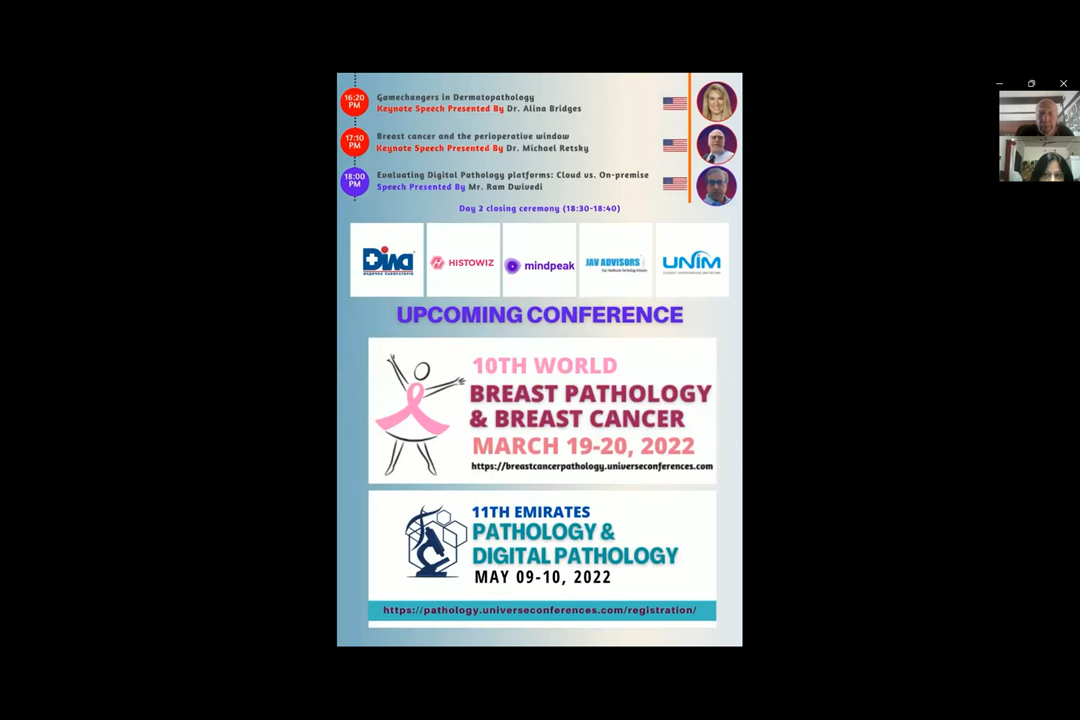 16:20
PM
Gamechangers in Dermatopathology
Keynote Speech Presented By Dr. Alina Bridges
17:10
PM
Breast cancer and the perioperative window
Keynote Speech Presented By Dr. Michael Retsky
18:00
PM
Evaluating Digital Pathology platforms: Cloud vs. On-premise
Speech Presented By Mr. Ram Dwivedi
Day 2 closing ceremony (18:30-18:40)
Діла
HISTOWIZ
mindpeak
JAV ADVISORS
UNIM
UPCOMING CONFERENCE
10TH WORLD
BREAST PATHOLOGY
& BREAST CANCER
MARCH 19-20, 2022
https://breastcancerpathology.universeconferences.com
11TH EMIRATES
PATHOLOGY &
DIGITAL PATHOLOGY
MAY 09-10, 2022
https://pathology.universeconferences.com/registration/